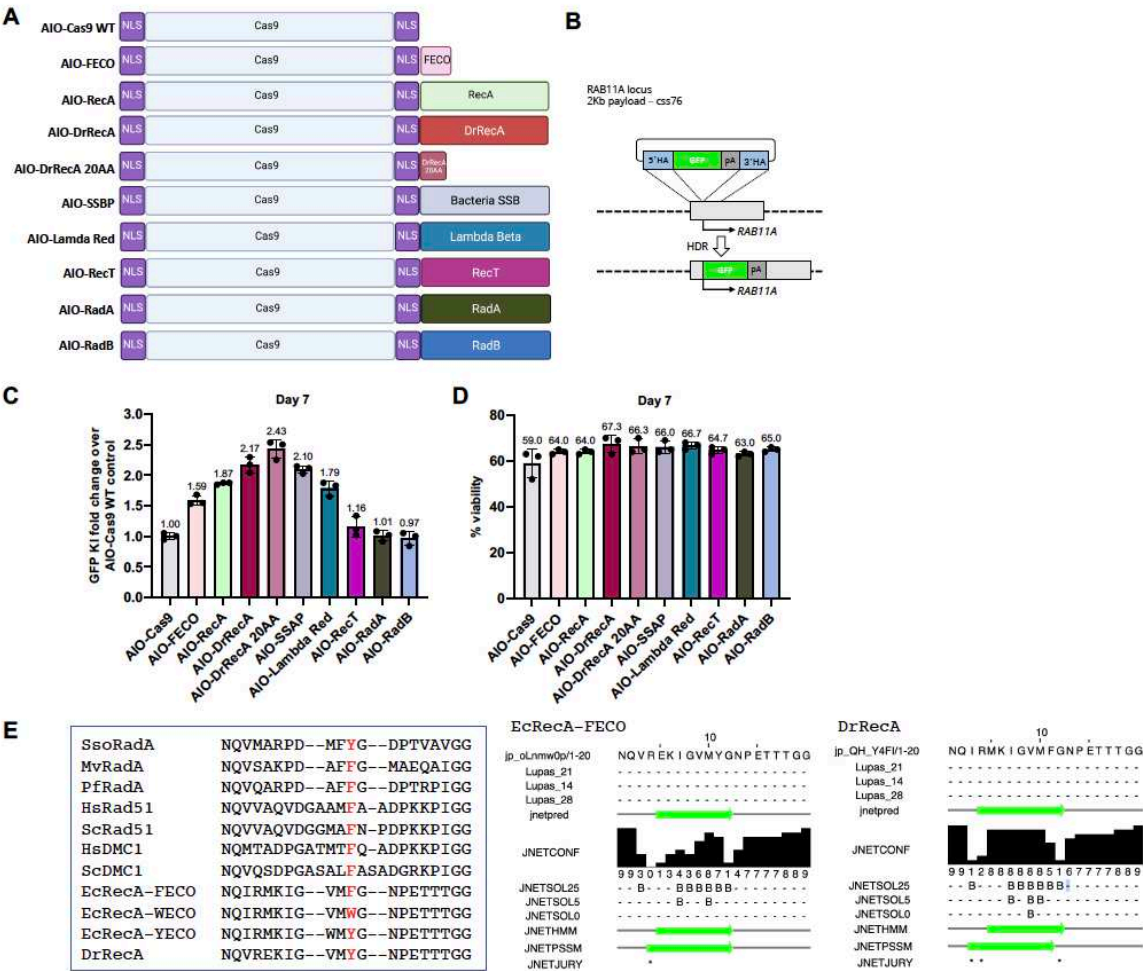 A
AIO-Cas9 WT NLS Cas9 NLS
AIO-FECO NLS Cas9 NLS FECO
AIO-RecA NLS Cas9 NLS RecA
AIO-DrRecA NLS Cas9 NLS DrRecA
AIO-DrRecA 20AA NLS Cas9 NLS DrRecA 20AA
AIO-SSBP NLS Cas9 NLS Bacteria SSB
AIO-Lamda Red NLS Cas9 NLS Lambda Beta
AIO-RecT NLS Cas9 NLS RecT
AIO-RadA NLS Cas9 NLS RadA
AIO-RadB NLS Cas9 NLS RadB
B
RAB11A locus
2Kb payload – css76
5'HA GFP pA 3'HA
RAB11A
HDR
GFP pA
RAB11A
C
Day 7
GFP KI fold change over
AIO-Cas9 WT control
3.0
2.5
2.0
1.5
1.0
0.5
0.0
1.00 1.59 1.87 2.17 2.43 2.10 1.79 1.16 1.01 0.97
AIO-Cas9
AIO-FECO
AIO-RecA
AIO-DrRecA
AIO-DrRecA 20AA
AIO-SSAP
AIO-Lambda Red
AIO-RecT
AIO-RadA
AIO-RadB
D
Day 7
% viability
80
60
40
20
0
59.0 64.0 64.0 67.3 66.3 66.0 66.7 64.7 63.0 65.0
AIO-Cas9
AIO-FECO
AIO-RecA
AIO-DrRecA
AIO-DrRecA 20AA
AIO-SSAP
AIO-Lambda Red
AIO-RecT
AIO-RadA
AIO-RadB
E
SsoRadA NQVMARPD--MFYG--DPTVAVGG
MvRadA NQVSAKPD--AFFG--MAEQAIGG
PfRadA NQVQARPD--AFFG--DPTRPIGG
HsRad51 NQVVAQVDGAAMFA-ADPKKPIGG
ScRad51 NQVVAQVDGGMAFN-PDPKKPIGG
HsDMC1 NQMTADPGATMTFQ-ADPKKPIGG
ScDMC1 NQVQSDPGASALFASADGRKPIGG
EcRecA-FECO NQIRMKIG--VMFG--NPETTTGG
EcRecA-WECO NQIRMKIG--VMWG--NPETTTGG
EcRecA-YECO NQIRMKIG--WMYG--NPETTTGG
DrRecA NQVREKIG--VMYG--NPETTTGG
EcRecA-FECO
10
jp_oLnmw0p/1-20 NQVREKIGVMYGNPETTTGG
Lupas_21 --------------------
Lupas_14 --------------------
Lupas_28 --------------------
jnetpred
JNETCONF
JNETSOL25
JNETSOL5
JNETSOL0
JNETHMM
JNETPSSM
JNETJURY
DrRecA
10
jp_QH_Y4FI/1-20 NQIRMKIGVMFGNPETTTGG
Lupas_21 --------------------
Lupas_14 --------------------
Lupas_28 --------------------
jnetpred
JNETCONF
JNETSOL25
JNETSOL5
JNETSOL0
JNETHMM
JNETPSSM
JNETJURY